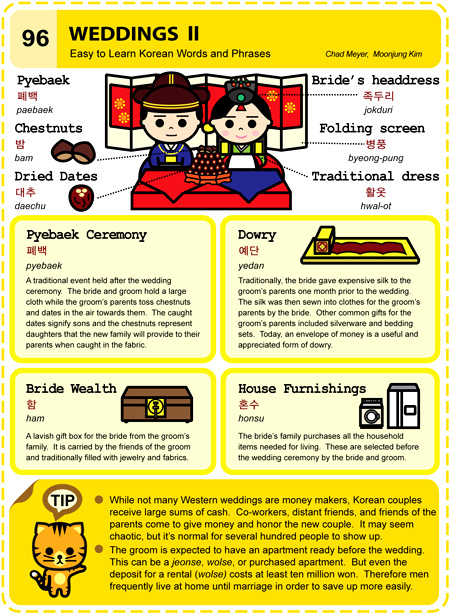 96
WEDDINGS II
Easy to Learn Korean Words and Phrases
Chad Meyer, Moonjung Kim
Pyebaek
폐백
paebaek
Chestnuts
밤
bam
Dried Dates
대추
daechu
Bride's headdress
족두리
jokduri
Folding screen
병풍
byeong-pung
Traditional dress
활옷
hwal-ot
Pyebaek Ceremony
폐백
pyebaek
A traditional event held after the wedding
ceremony. The bride and groom hold a large
cloth while the groom's parents toss chestnuts
and dates in the air towards them. The caught
dates signify sons and the chestnuts represent
daughters that the new family will provide to their
parents when caught in the fabric.
Dowry
예단
yedan
Traditionally, the bride gave expensive silk to the
groom's parents one month prior to the wedding.
The silk was then sewn into clothes for the groom's
parents by the bride. Other common gifts for the
groom's parents included silverware and bedding
sets. Today, an envelope of money is a useful and
appreciated form of dowry.
Bride Wealth
함
ham
A lavish gift box for the bride from the groom's
family. It is carried by the friends of the groom
and traditionally filled with jewelry and fabrics.
House Furnishings
혼수
honsu
The bride's family purchases all the household
items needed for living. These are selected before
the wedding ceremony by the bride and groom.
TIP
While not many Western weddings are money makers, Korean couples
receive large sums of cash. Co-workers, distant friends, and friends of the
parents come to give money and honor the new couple. It may seem
chaotic, but it's normal for several hundred people to show up.
The groom is expected to have an apartment ready before the wedding.
This can be a jeonse, wolse, or purchased apartment. But even the
deposit for a rental (wolse) costs at least ten million won. Therefore men
frequently live at home until marriage in order to save up more easily.